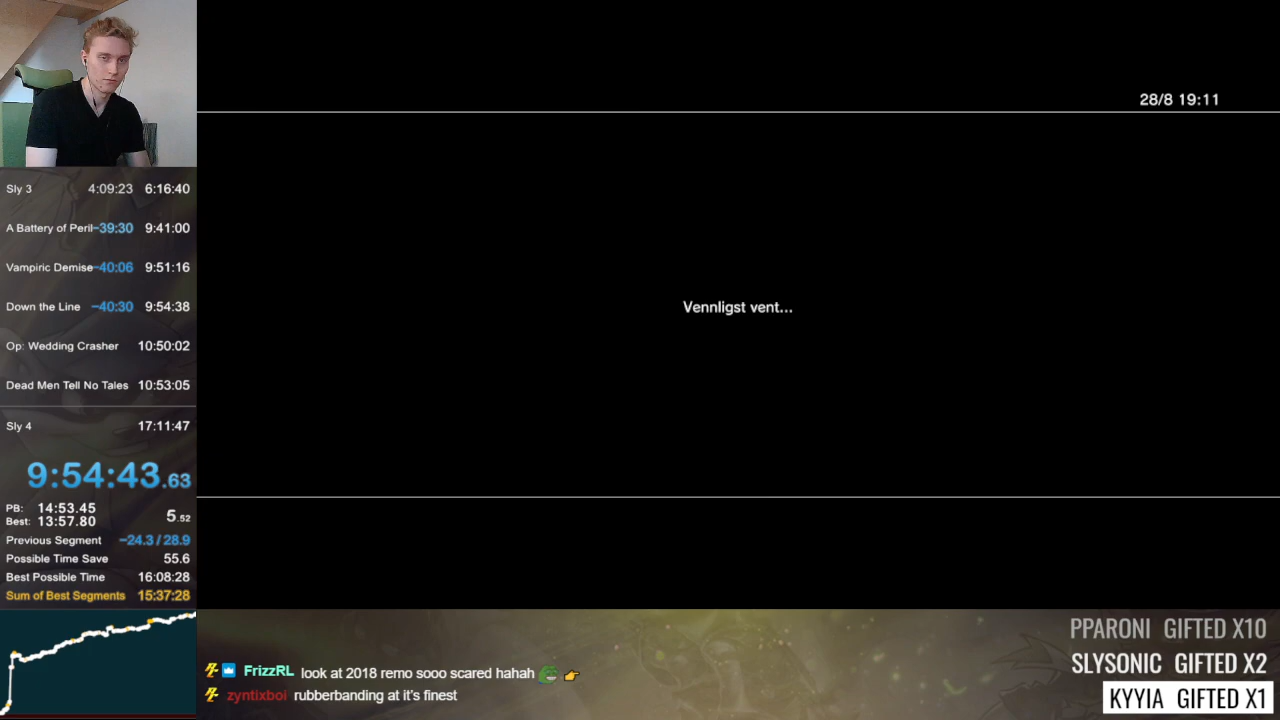 28/8 19:11
Vennligst vent...
Sly 3 4:09:23 6:16:40
A Battery of Peril -39:30 9:41:00
Vampiric Demise -40:06 9:51:16
Down the Line -40:30 9:54:38
Op: Wedding Crasher 10:50:02
Dead Men Tell No Tales 10:53:05
Sly 4 17:11:47
9:54:43.63
PB: 14:53.45
Best: 13:57.80
5.52
Previous Segment -24.3 / 28.9
Possible Time Save 55.6
Best Possible Time 16:08:28
Sum of Best Segments 15:37:28
FrizzRL look at 2018 remo sooo scared hahah
zyntixboi rubberbanding at it's finest
PPARONI GIFTED X10
SLYSONIC GIFTED X2
KYYIA GIFTED X1